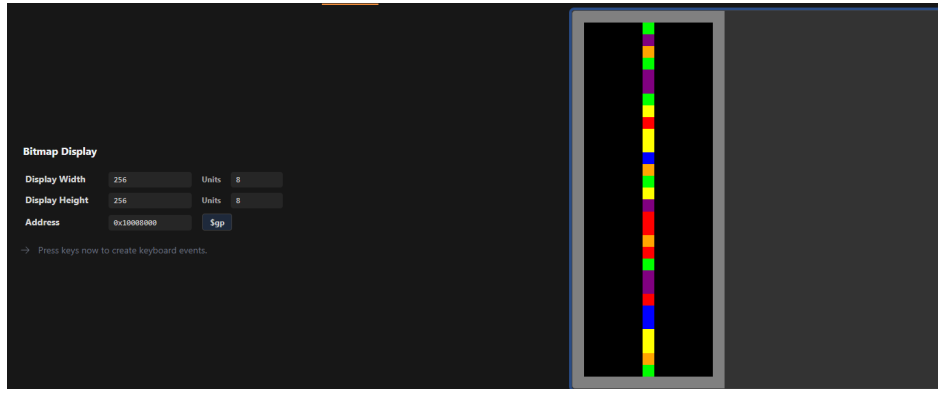 Bitmap Display
Display Width 256 Units 8
Display Height 256 Units 8
Address 0x10008000 $gp
→ Press keys now to create keyboard events.